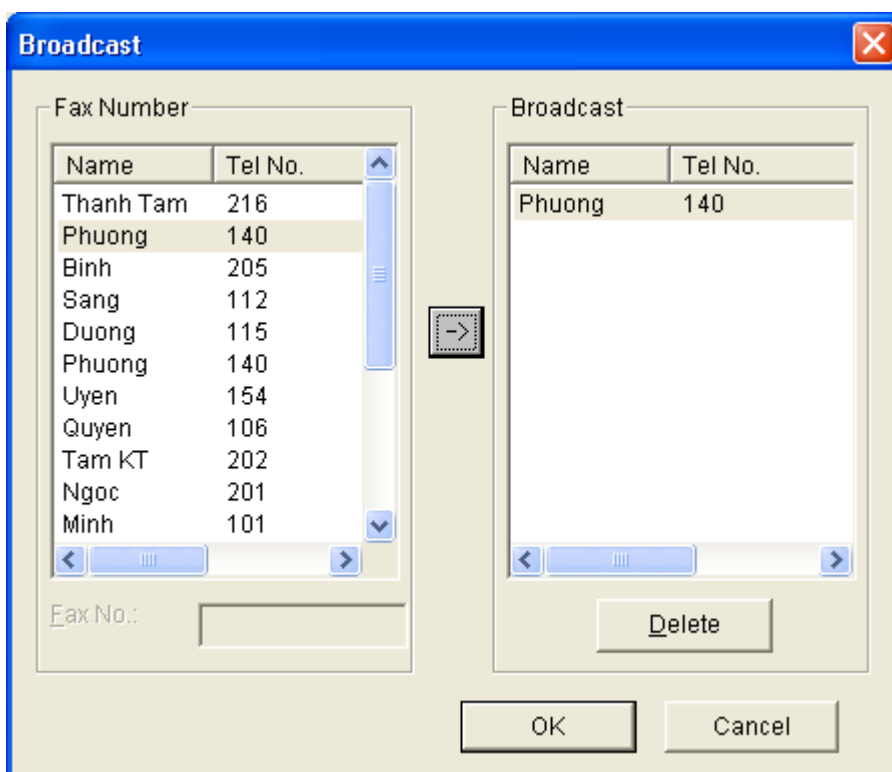 Broadcast
Fax Number
Name Tel No.
Thanh Tam 216
Phuong 140
Binh 205
Sang 112
Duong 115
Phuong 140
Uyen 154
Quyen 106
Tam KT 202
Ngoc 201
Minh 101
Fax No.:
->
Broadcast
Name Tel No.
Phuong 140
Delete
OK Cancel